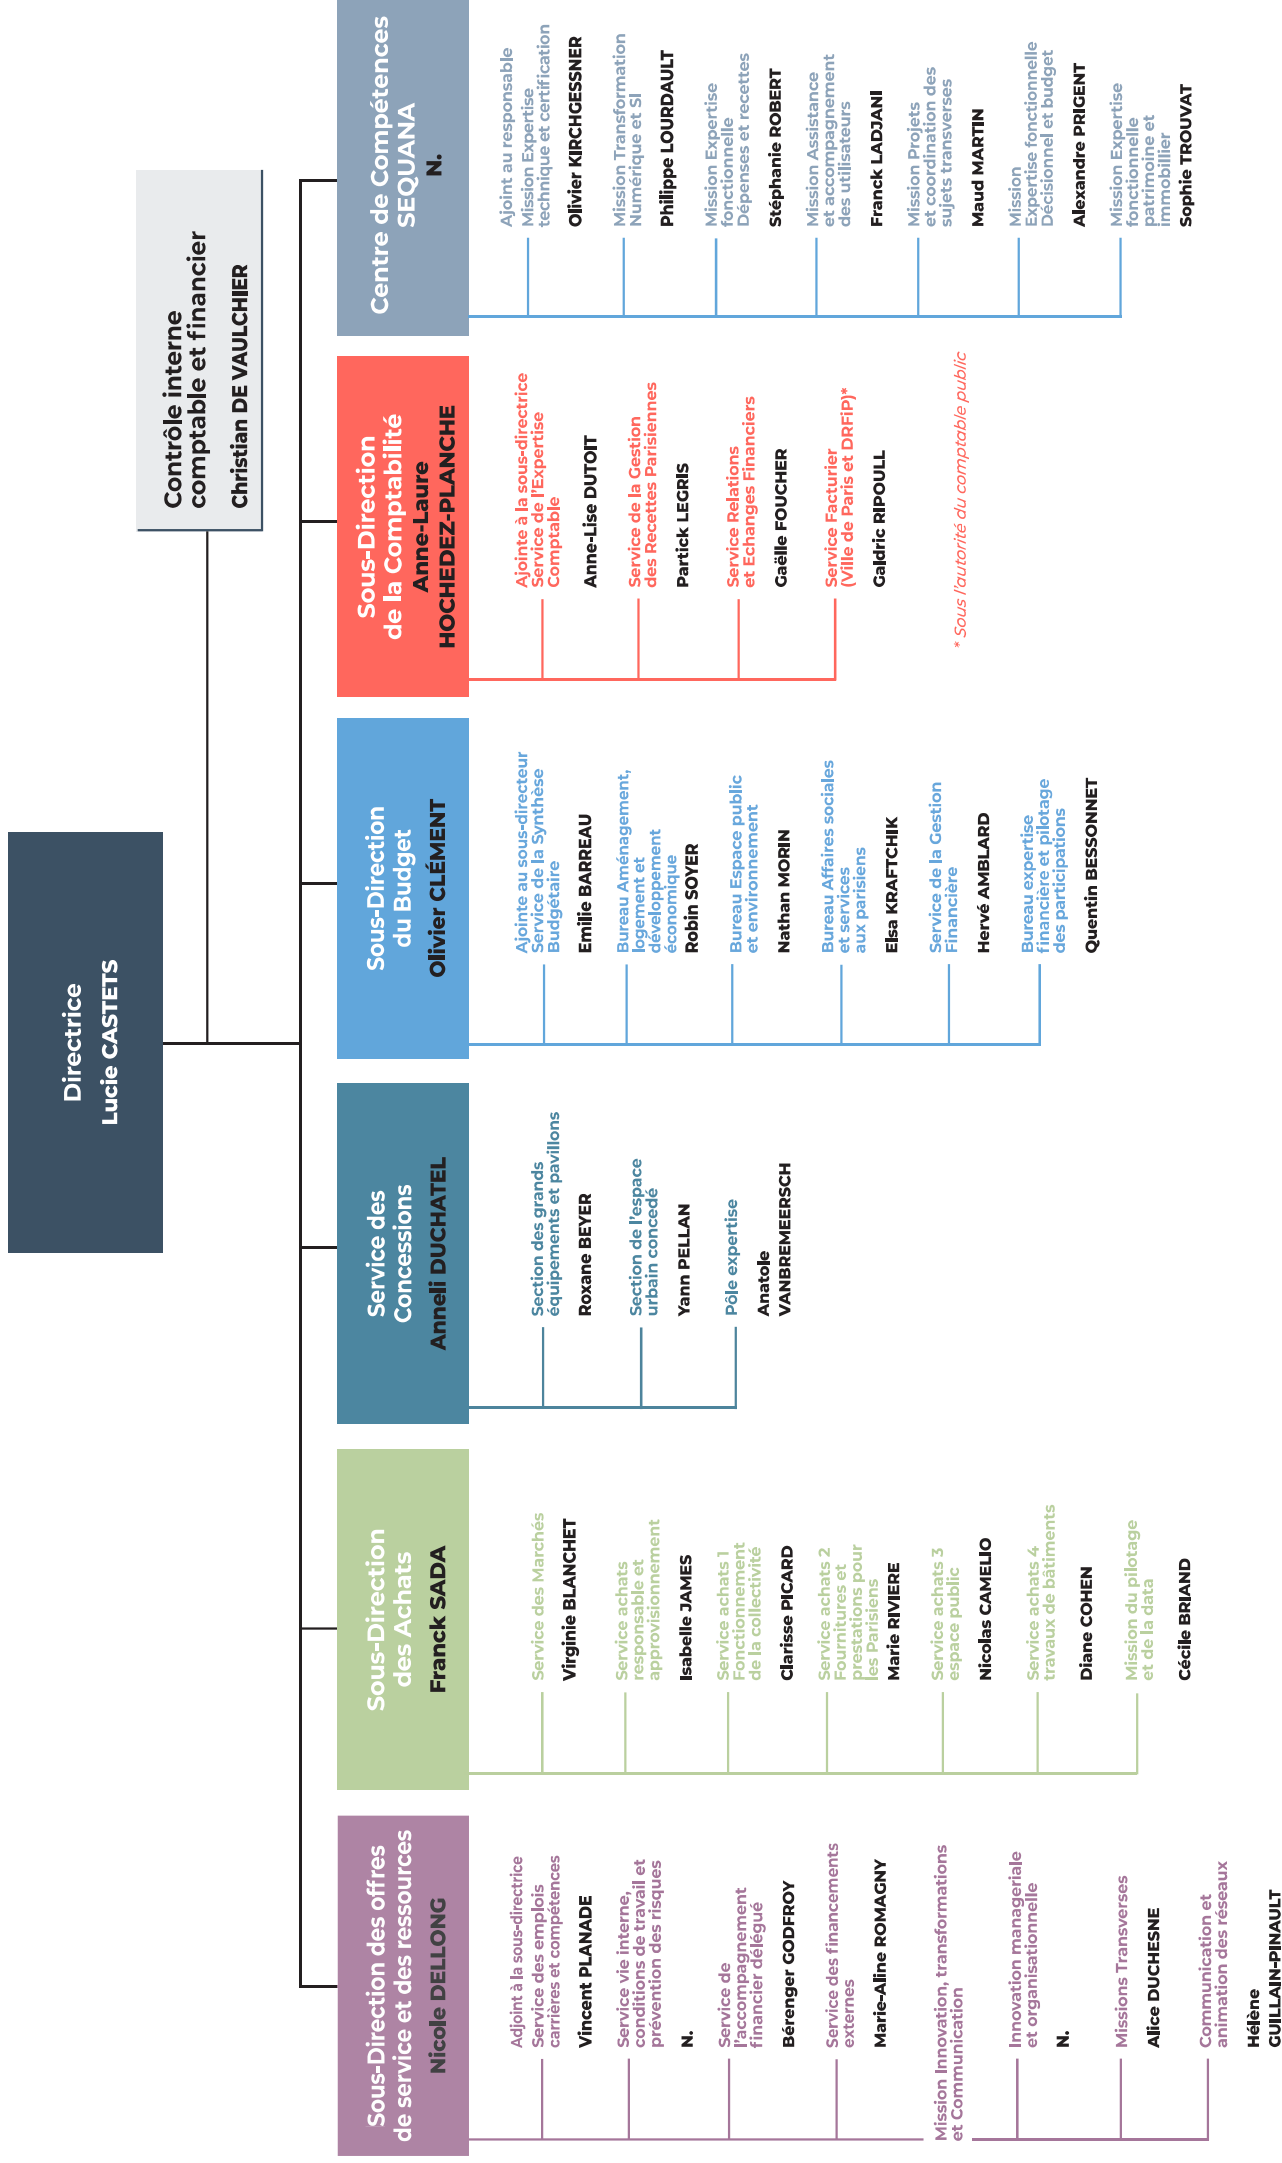 Directrice
Lucie CASTETS
Contrôle interne
comptable et financier
Christian DE VAULCHIER
Sous-Direction des offres
de service et des ressources
Nicole DELLONG
Adjoint à la sous-directrice
Service des emplois
carrières et compétences
Vincent PLANADE
Service vie interne,
conditions de travail et
prévention des risques
N.
Service de
l'accompagnement
financier délégué
Bérenger GODFROY
Service des financements
externes
Marie-Aline ROMAGNY
Mission Innovation, transformations
et Communication
Innovation manageriale
et organisationnelle
N.
Missions Transverses
Alice DUCHESNE
Communication et
animation des réseaux
Hélène
GUILLAIN-PINAULT
Sous-Direction
des Achats
Franck SADA
Service des Marchés
Virginie BLANCHET
Service achats
responsable et
approvisionnement
Isabelle JAMES
Service achats 1
Fonctionnement
de la collectivité
Clarisse PICARD
Service achats 2
Fournitures et
prestations pour
les Parisiens
Marie RIVIERE
Service achats 3
espace public
Nicolas CAMELIO
Service achats 4
travaux de bâtiments
Diane COHEN
Mission du pilotage
et de la data
Cécile BRIAND
Service des
Concessions
Anneli DUCHATEL
Section des grands
équipements et pavillons
Roxane BEYER
Section de l'espace
urbain concedé
Yann PELLAN
Pôle expertise
Anatole
VANBREMEERSCH
Sous-Direction
du Budget
Olivier CLÉMENT
Ajointe au sous-directeur
Service de la Synthèse
Budgétaire
Emilie BARREAU
Bureau Aménagement,
logement et
développement
économique
Robin SOYER
Bureau Espace public
et environnement
Nathan MORIN
Bureau Affaires sociales
et services
aux parisiens
Elsa KRAFTCHIK
Service de la Gestion
Financière
Hervé AMBLARD
Bureau expertise
financière et pilotage
des participations
Quentin BESSONNET
Sous-Direction
de la Comptabilité
Anne-Laure
HOCHEDEZ-PLANCHE
Ajointe à la sous-directrice
Service de l'Expertise
Comptable
Anne-Lise DUTOIT
Service de la Gestion
des Recettes Parisiennes
Partick LEGRIS
Service Relations
et Echanges Financiers
Gaëlle FOUCHER
Service Facturier
(Ville de Paris et DRFiP)*
Galdric RIPOULL
* Sous l'autorité du comptable public
Centre de Compétences
SEQUANA
N.
Ajoint au responsable
Mission Expertise
technique et certification
Olivier KIRCHGESSNER
Mission Transformation
Numérique et SI
Philippe LOURDAULT
Mission Expertise
fonctionnelle
Dépenses et recettes
Stéphanie ROBERT
Mission Assistance
et accompagnement
des utilisateurs
Franck LADJANI
Mission Projets
et coordination des
sujets transverses
Maud MARTIN
Mission
Expertise fonctionnelle
Décisionnel et budget
Alexandre PRIGENT
Mission Expertise
fonctionnelle
patrimoine et
immobillier
Sophie TROUVAT